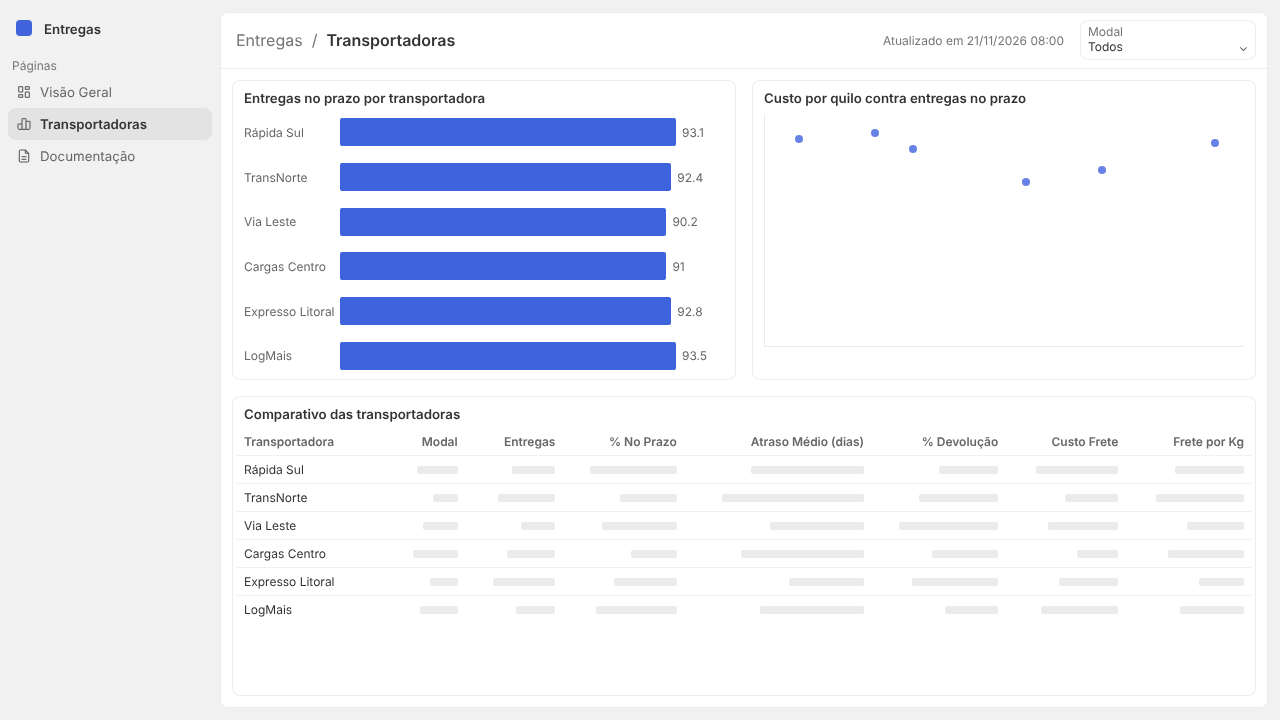 Entregas
Páginas
Visão Geral
Transportadoras
Documentação
Entregas / Transportadoras
Atualizado em 21/11/2026 08:00
Modal
Todos
Entregas no prazo por transportadora
Rápida Sul 93.1
TransNorte 92.4
Via Leste 90.2
Cargas Centro 91
Expresso Litoral 92.8
LogMais 93.5
Custo por quilo contra entregas no prazo
Comparativo das transportadoras
Transportadora Modal Entregas % No Prazo Atraso Médio (dias) % Devolução Custo Frete Frete por Kg
Rápida Sul
TransNorte
Via Leste
Cargas Centro
Expresso Litoral
LogMais